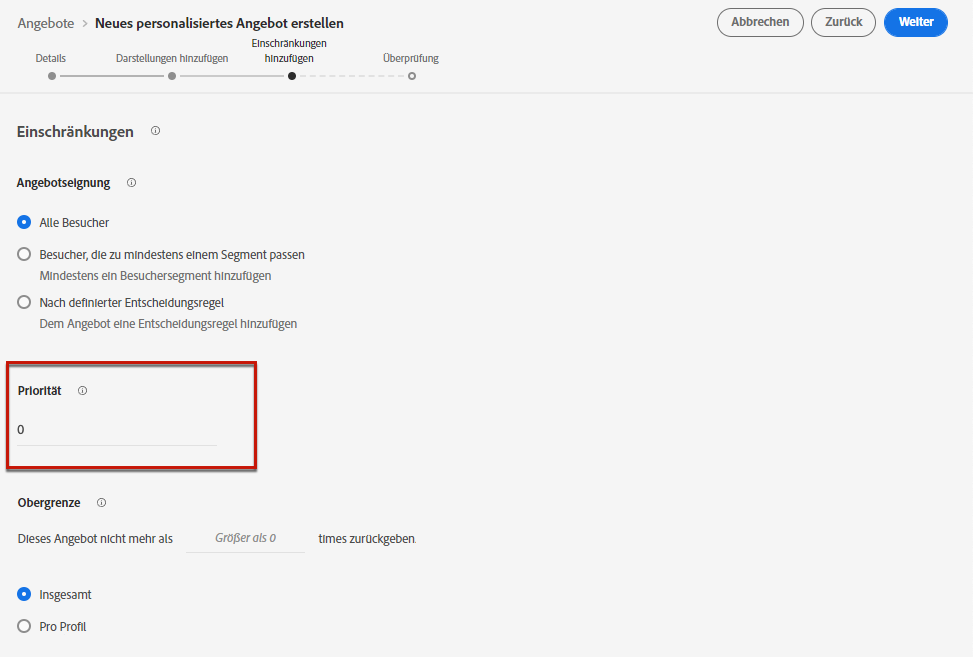 Angebote > Neues personalisiertes Angebot erstellen
Abbrechen
Zurück
Weiter
Details
Darstellungen hinzufügen
Einschränkungen
hinzufügen
Überprüfung
Einschränkungen
Angebotseignung
Alle Besucher
Besucher, die zu mindestens einem Segment passen
Mindestens ein Besuchersegment hinzufügen
Nach definierter Entscheidungsregel
Dem Angebot eine Entscheidungsregel hinzufügen
Priorität
0
Obergrenze
Dieses Angebot nicht mehr als Größer als 0 times zurückgeben.
Insgesamt
Pro Profil